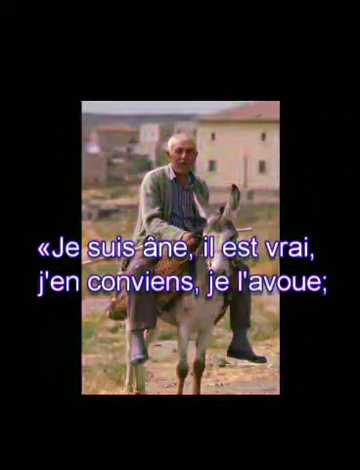 «Je suis âne, il est vrai,
j'en conviens, je l'avoue;